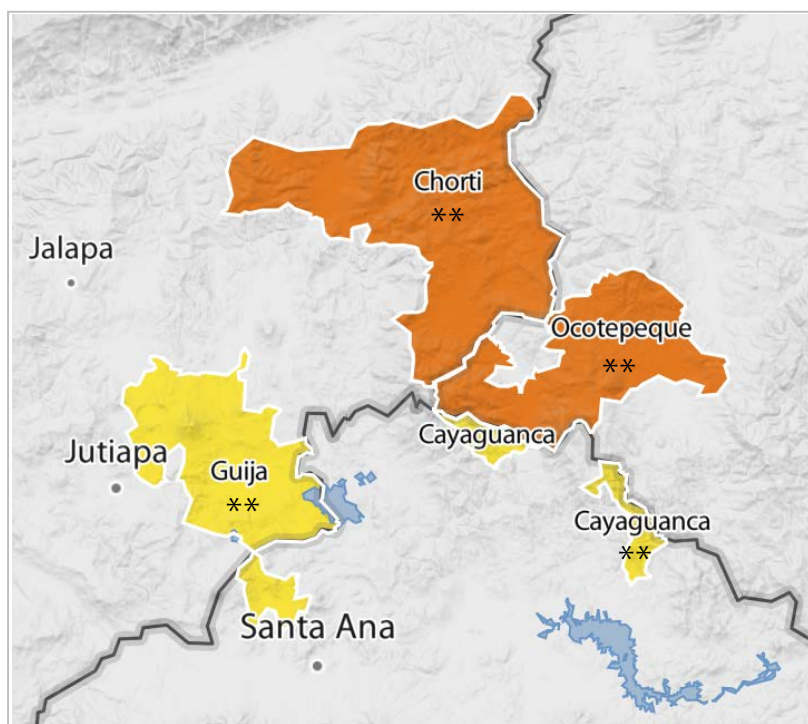 Chorti
**
Jalapa
Ocotepeque
**
Cayaguanca
Jutiapa
Guija
**
Cayaguanca
**
Santa Ana